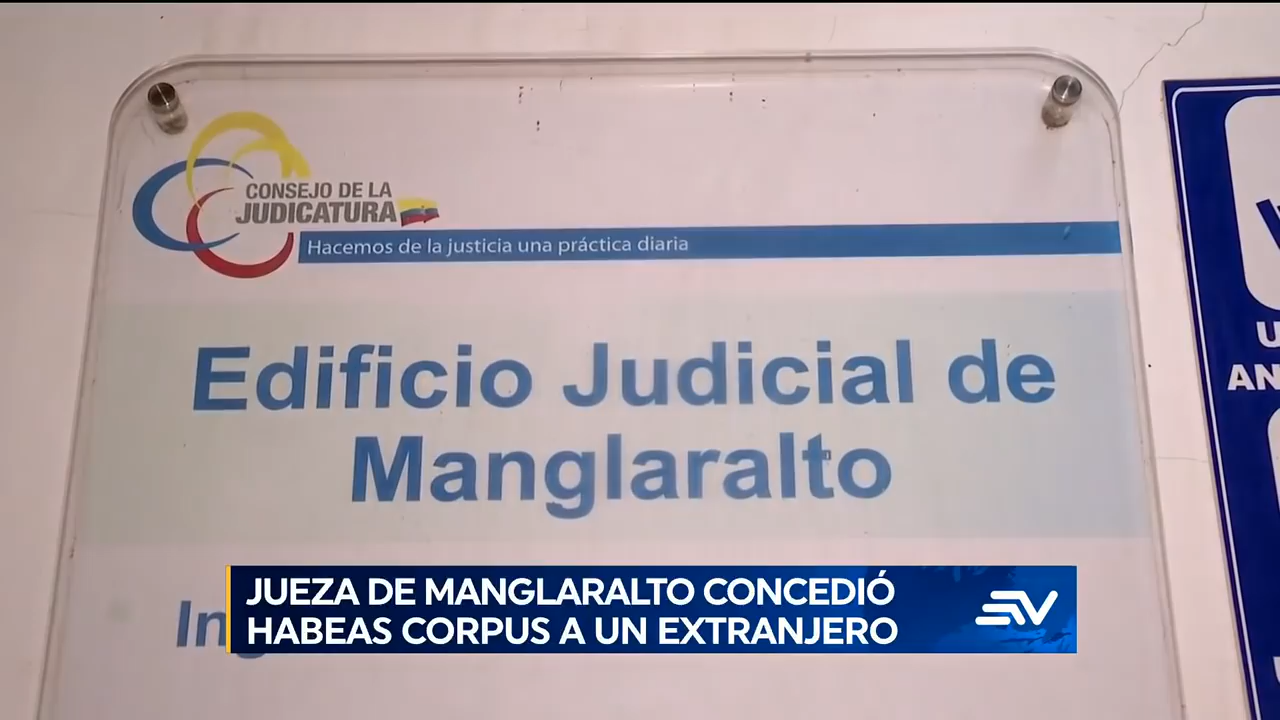 CONSEJO DE LA
JUDICATURA
Hacemos de la justicia una práctica diaria
Edificio Judicial de
Manglaralto
JUEZA DE MANGLARALTO CONCEDIÓ
HABEAS CORPUS A UN EXTRANJERO